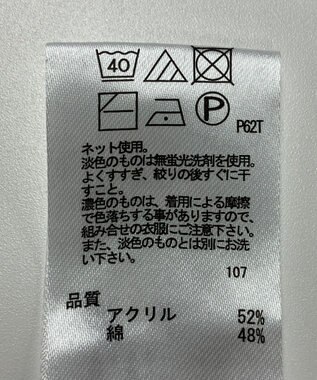 40
P
P62T
ネット使用。
淡色のものは無蛍光洗剤を使用。
よくすすぎ、絞りの後すぐに干
すこと。
濃色のものは、着用による摩擦
で色落ちする事がありますので、
組み合せの衣服にご注意下さい。
また、淡色のものとは別にお洗
い下さい。
107
品質
アクリル 52%
綿 48%